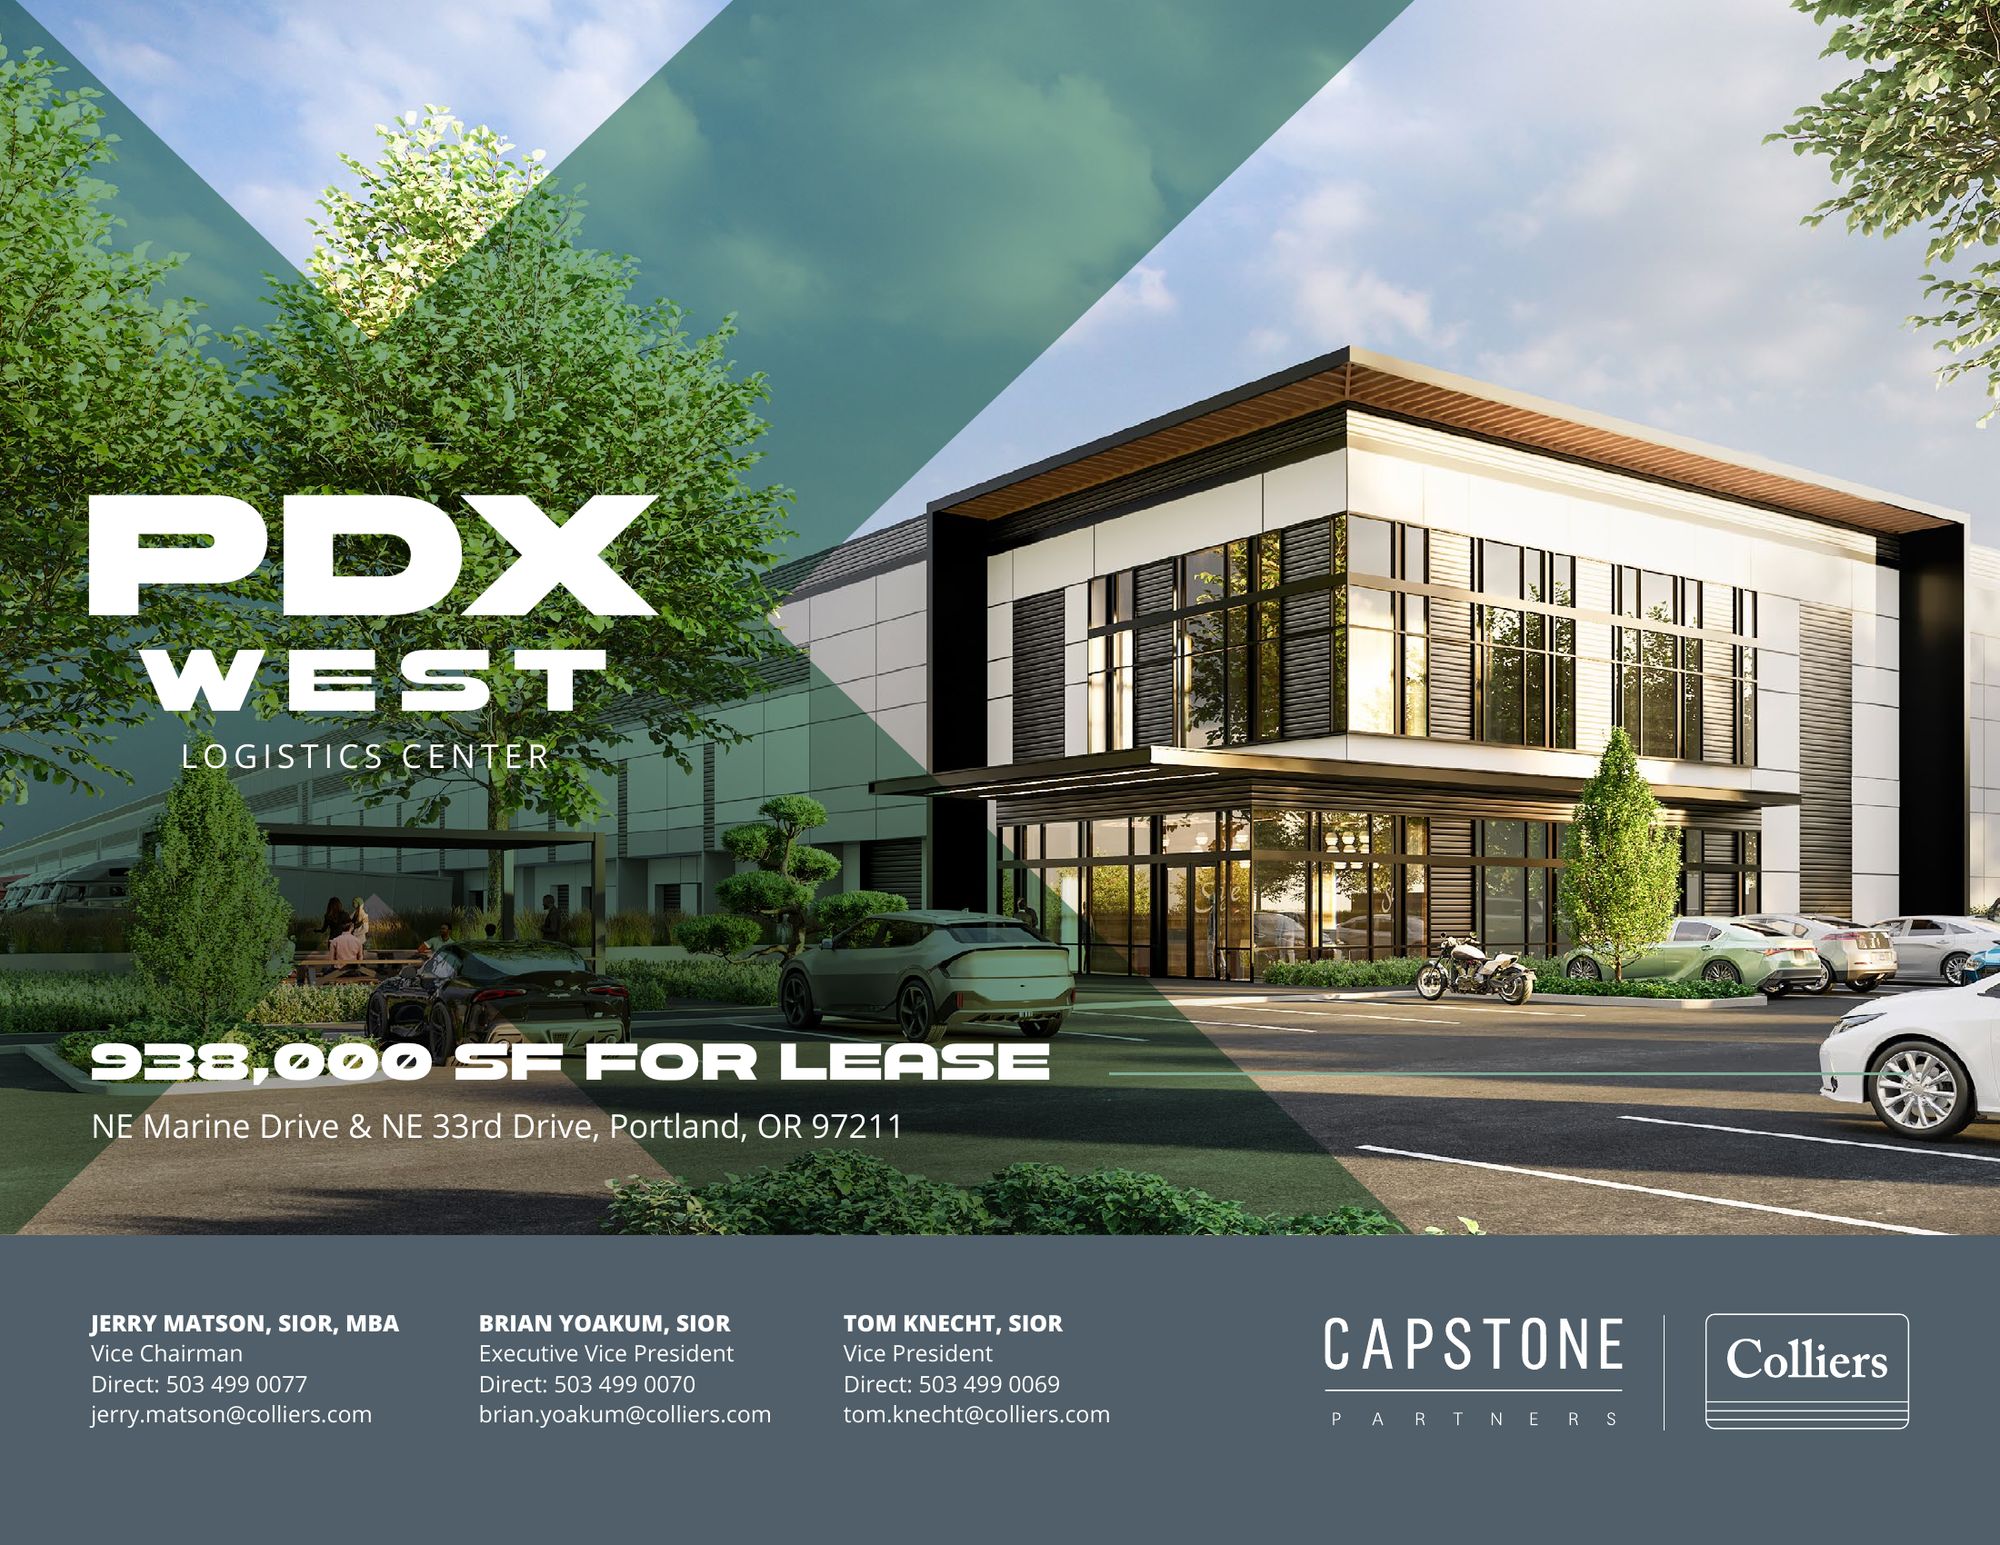 PDX
WEST
LOGISTICS CENTER
938,000 SF FOR LEASE
NE Marine Drive & NE 33rd Drive, Portland, OR 97211
JERRY MATSON, SIOR, MBA
Vice Chairman
Direct: 503 499 0077
jerry.matson@colliers.com
BRIAN YOAKUM, SIOR
Executive Vice President
Direct: 503 499 0070
brian.yoakum@colliers.com
TOM KNECHT, SIOR
Vice President
Direct: 503 499 0069
tom.knecht@colliers.com
CAPSTONE
PARTNERS
Colliers